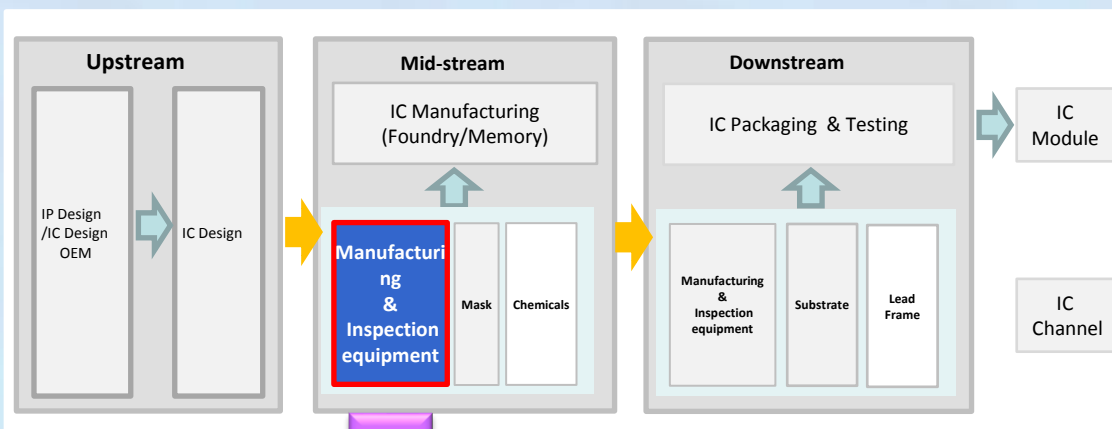 Upstream
IP Design
/IC Design
OEM
IC Design
Mid-stream
IC Manufacturing
(Foundry/Memory)
Manufacturi
ng
&
Inspection
equipment
Mask
Chemicals
Downstream
IC Packaging & Testing
Manufacturing
&
Inspection
equipment
Substrate
Lead
Frame
IC
Module
IC
Channel